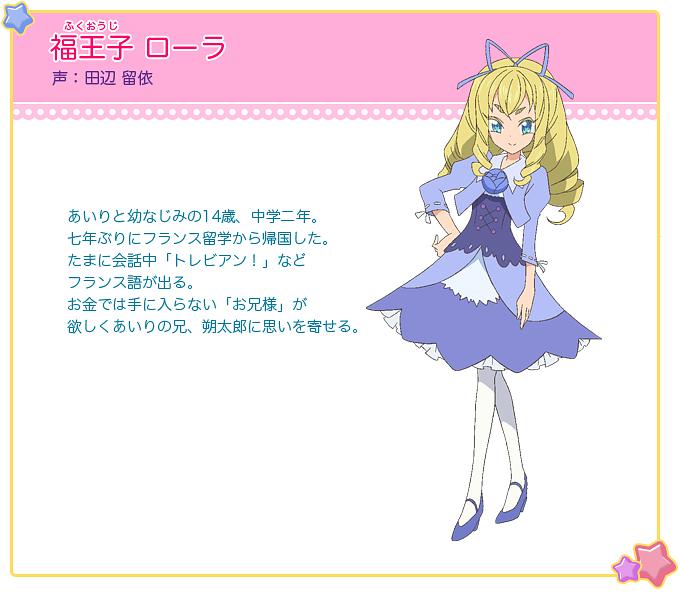 ふくおうじ
福王子 ローラ
声：田辺 留依
あいりと幼なじみの14歳、中学二年。
七年ぶりにフランス留学から帰国した。
たまに会話中「トレビアン！」など
フランス語が出る。
お金では手に入らない「お兄様」が
欲しくあいりの兄、朔太郎に思いを寄せる。